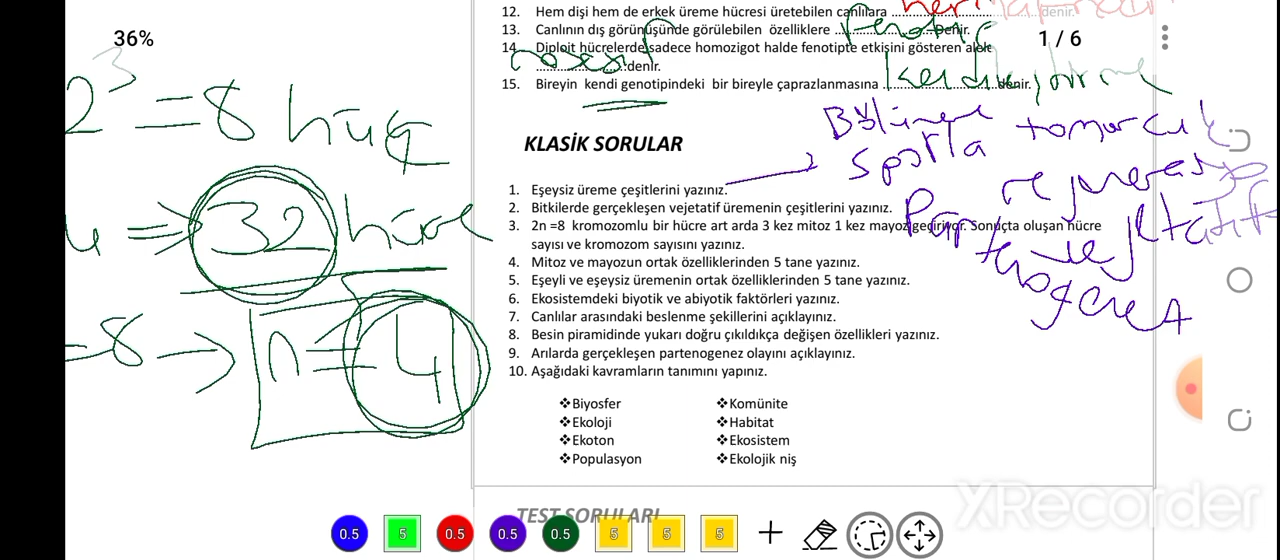 36%
1 / 6
12. Hem dişi hem de erkek üreme hücresi üretebilen canlılara ........................ denir.
13. Canlının dış görünüşünde görülebilen özelliklere ........................ Denir.
14. Diploit hücrelerde sadece homozigot halde fenotipte etkisini gösteren alele
........................ denir.
resesif
15. Bireyin kendi genotipindeki bir bireyle çaprazlanmasına ........................ denir.
2³ = 8 hüc
KLASİK SORULAR
Bölünme tomurcuk
sporla
1. Eşeysiz üreme çeşitlerini yazınız.
2. Bitkilerde gerçekleşen vejetatif üremenin çeşitlerini yazınız.
3. 2n =8 kromozomlu bir hücre art arda 3 kez mitoz 1 kez mayoz geçiriyor. Sonuçta oluşan hücre
sayısı ve kromozom sayısını yazınız.
4. Mitoz ve mayozun ortak özelliklerinden 5 tane yazınız.
5. Eşeyli ve eşeysiz üremenin ortak özelliklerinden 5 tane yazınız.
6. Ekosistemdeki biyotik ve abiyotik faktörleri yazınız.
7. Canlılar arasındaki beslenme şekillerini açıklayınız.
8. Besin piramidinde yukarı doğru çıkıldıkça değişen özellikleri yazınız.
9. Arılarda gerçekleşen partenogenez olayını açıklayınız.
10. Aşağıdaki kavramların tanımını yapınız.
32 hücre
8 → n = 4
❖Biyosfer ❖Komünite
❖Ekoloji ❖Habitat
❖Ekoton ❖Ekosistem
❖Populasyon ❖Ekolojik niş
TEST SORULARI
XRecorder
0.5 5 0.5 0.5 0.5 5 5 5